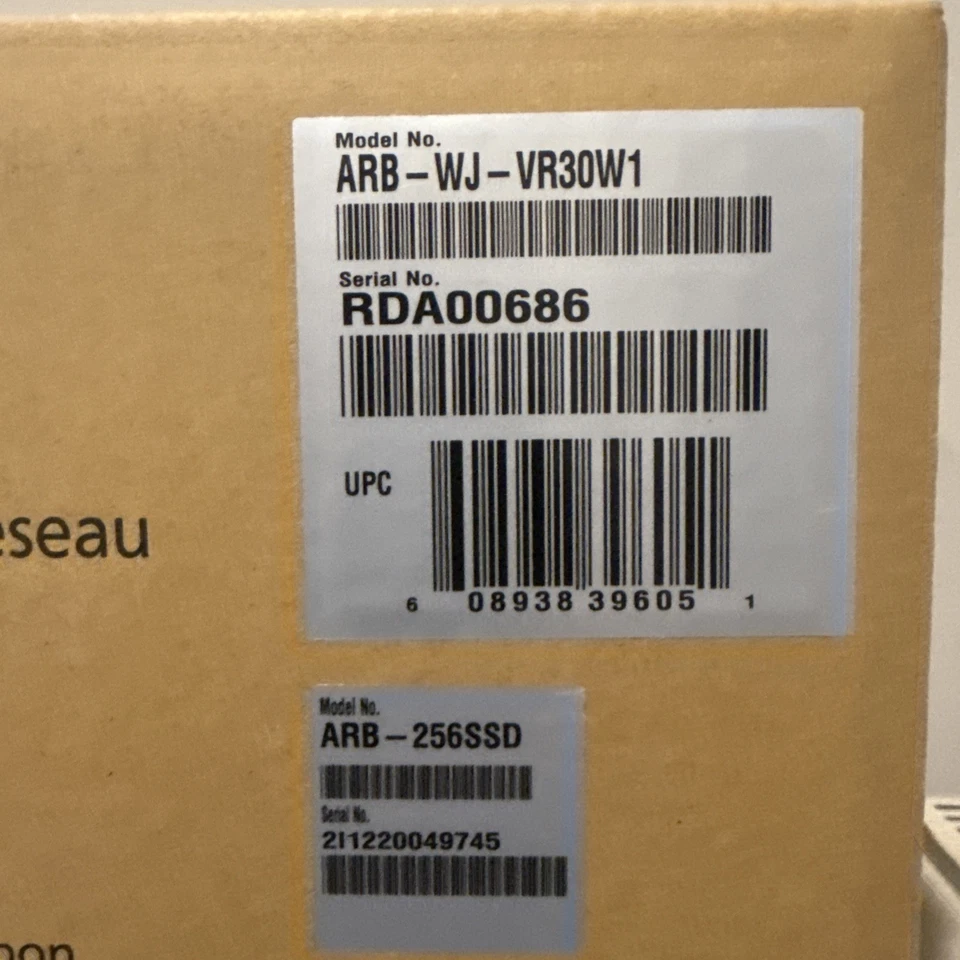 Model No.
ARB-WJ-VR30W1
Serial No.
RDA00686
UPC
6 08938 39605 1
eseau
Model No.
ARB-256SSD
Serial No.
2I1220049745